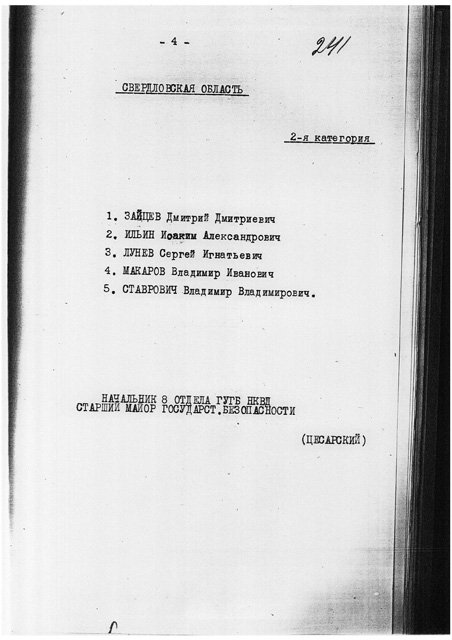 - 4 -
241
СВЕРДЛОВСКАЯ ОБЛАСТЬ
2-я категория
1. ЗАЙЦЕВ Дмитрий Дмитриевич
2. ИЛЬИН Иоаким Александрович
3. ЛУНЕВ Сергей Игнатьевич
4. МАКАРОВ Владимир Иванович
5. СТАВРОВИЧ Владимир Владимирович.
НАЧАЛЬНИК 8 ОТДЕЛА ГУГБ НКВД
СТАРШИЙ МАЙОР ГОСУДАРСТ.БЕЗОПАСНОСТИ
(ЦЕСАРСКИЙ)